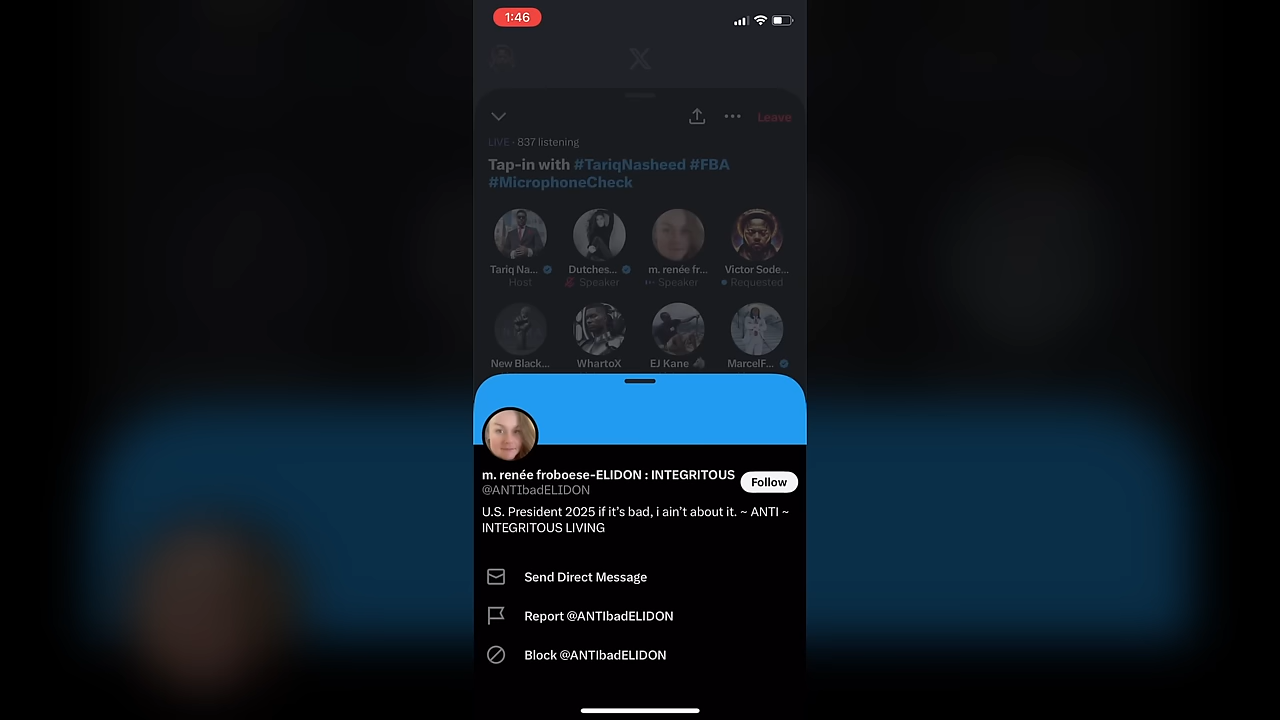 1:46
Leave
LIVE · 837 listening
Tap-in with #TariqNasheed #FBA
#MicrophoneCheck
Tariq Na... Dutches... m. renée fr... Victor Sode...
Host Speaker Speaker Requested
New Black... WhartoX EJ Kane MarcelF...
m. renée froboese-ELIDON : INTEGRITOUS
@ANTIbadELIDON
Follow
U.S. President 2025 if it's bad, i ain't about it. ~ ANTI ~
INTEGRITOUS LIVING
Send Direct Message
Report @ANTIbadELIDON
Block @ANTIbadELIDON